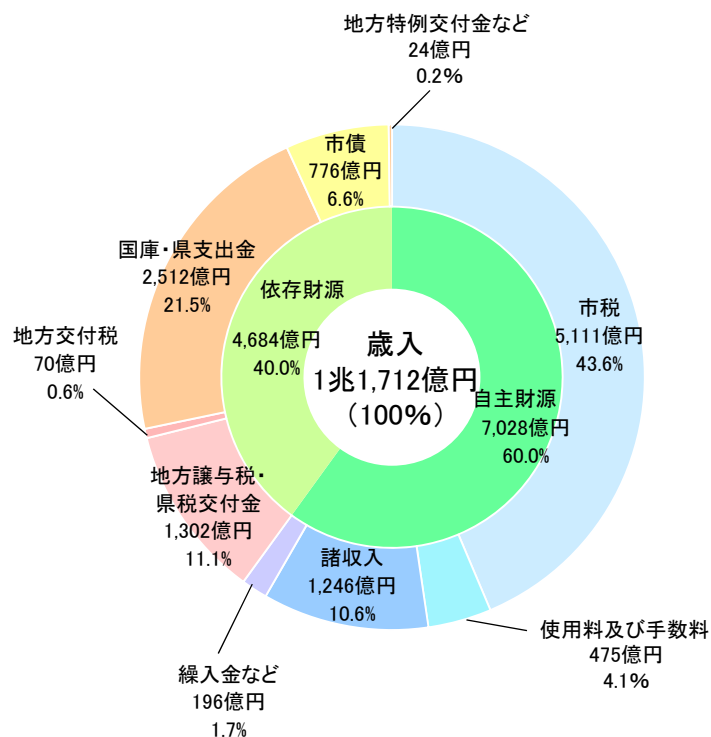 地方特例交付金など
24億円
0.2%
市債
776億円
6.6%
国庫・県支出金
2,512億円
21.5%
依存財源
4,684億円
40.0%
歳入
1兆1,712億円
（100%）
市税
5,111億円
43.6%
自主財源
7,028億円
60.0%
地方交付税
70億円
0.6%
地方譲与税・
県税交付金
1,302億円
11.1%
諸収入
1,246億円
10.6%
使用料及び手数料
475億円
4.1%
繰入金など
196億円
1.7%